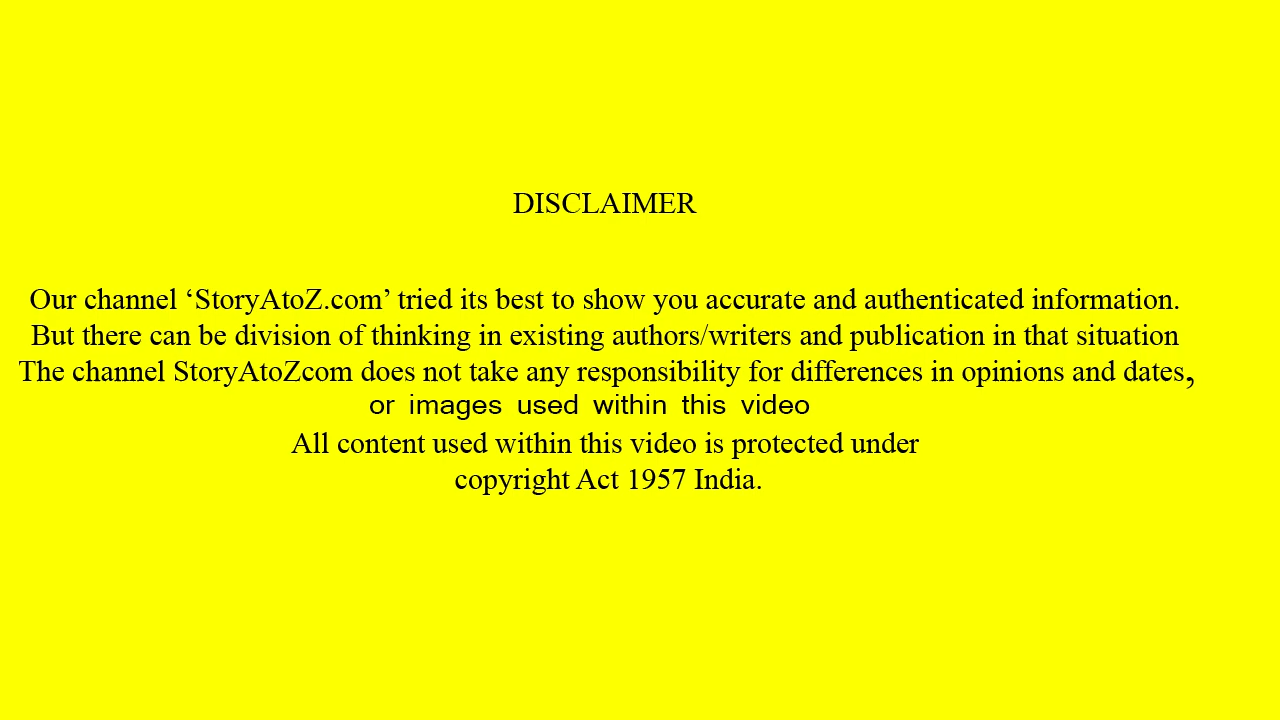 DISCLAIMER
Our channel ‘StoryAtoZ.com’ tried its best to show you accurate and authenticated information.
But there can be division of thinking in existing authors/writers and publication in that situation
The channel StoryAtoZcom does not take any responsibility for differences in opinions and dates,
or images used within this video
All content used within this video is protected under
copyright Act 1957 India.